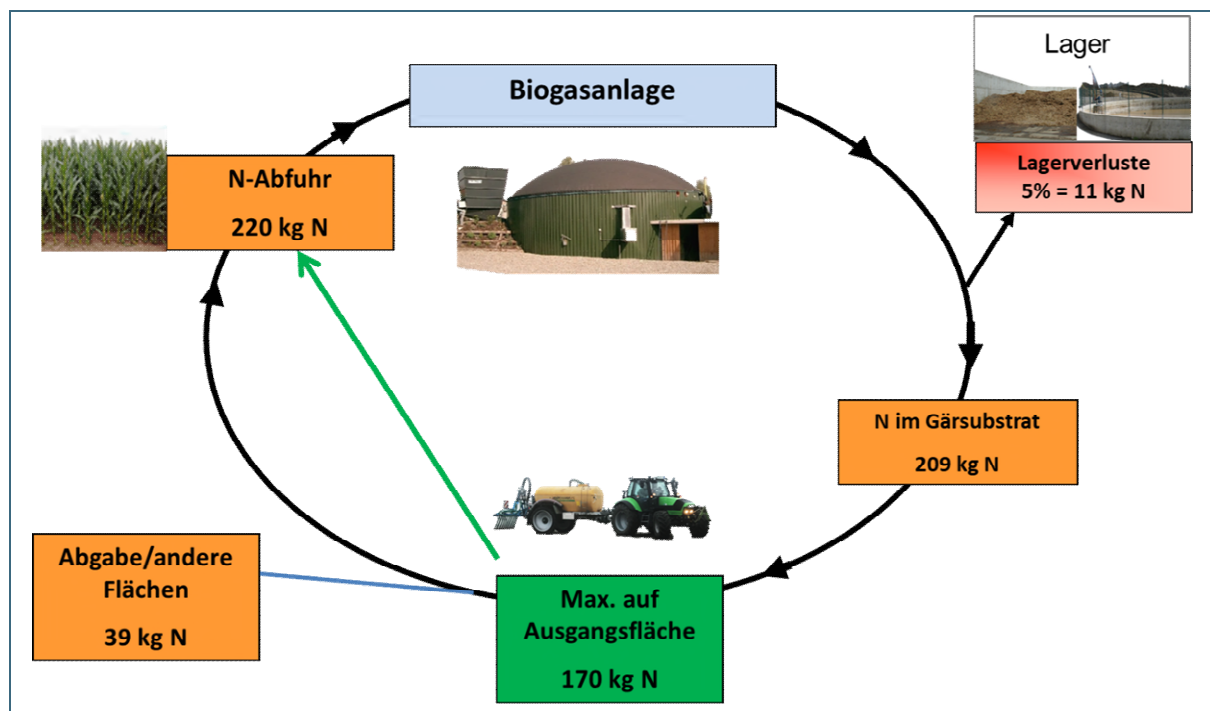 Biogasanlage
Lager
Lagerverluste
5% = 11 kg N
N-Abfuhr
220 kg N
N im Gärsubstrat
209 kg N
Abgabe/andere
Flächen
39 kg N
Max. auf
Ausgangsfläche
170 kg N